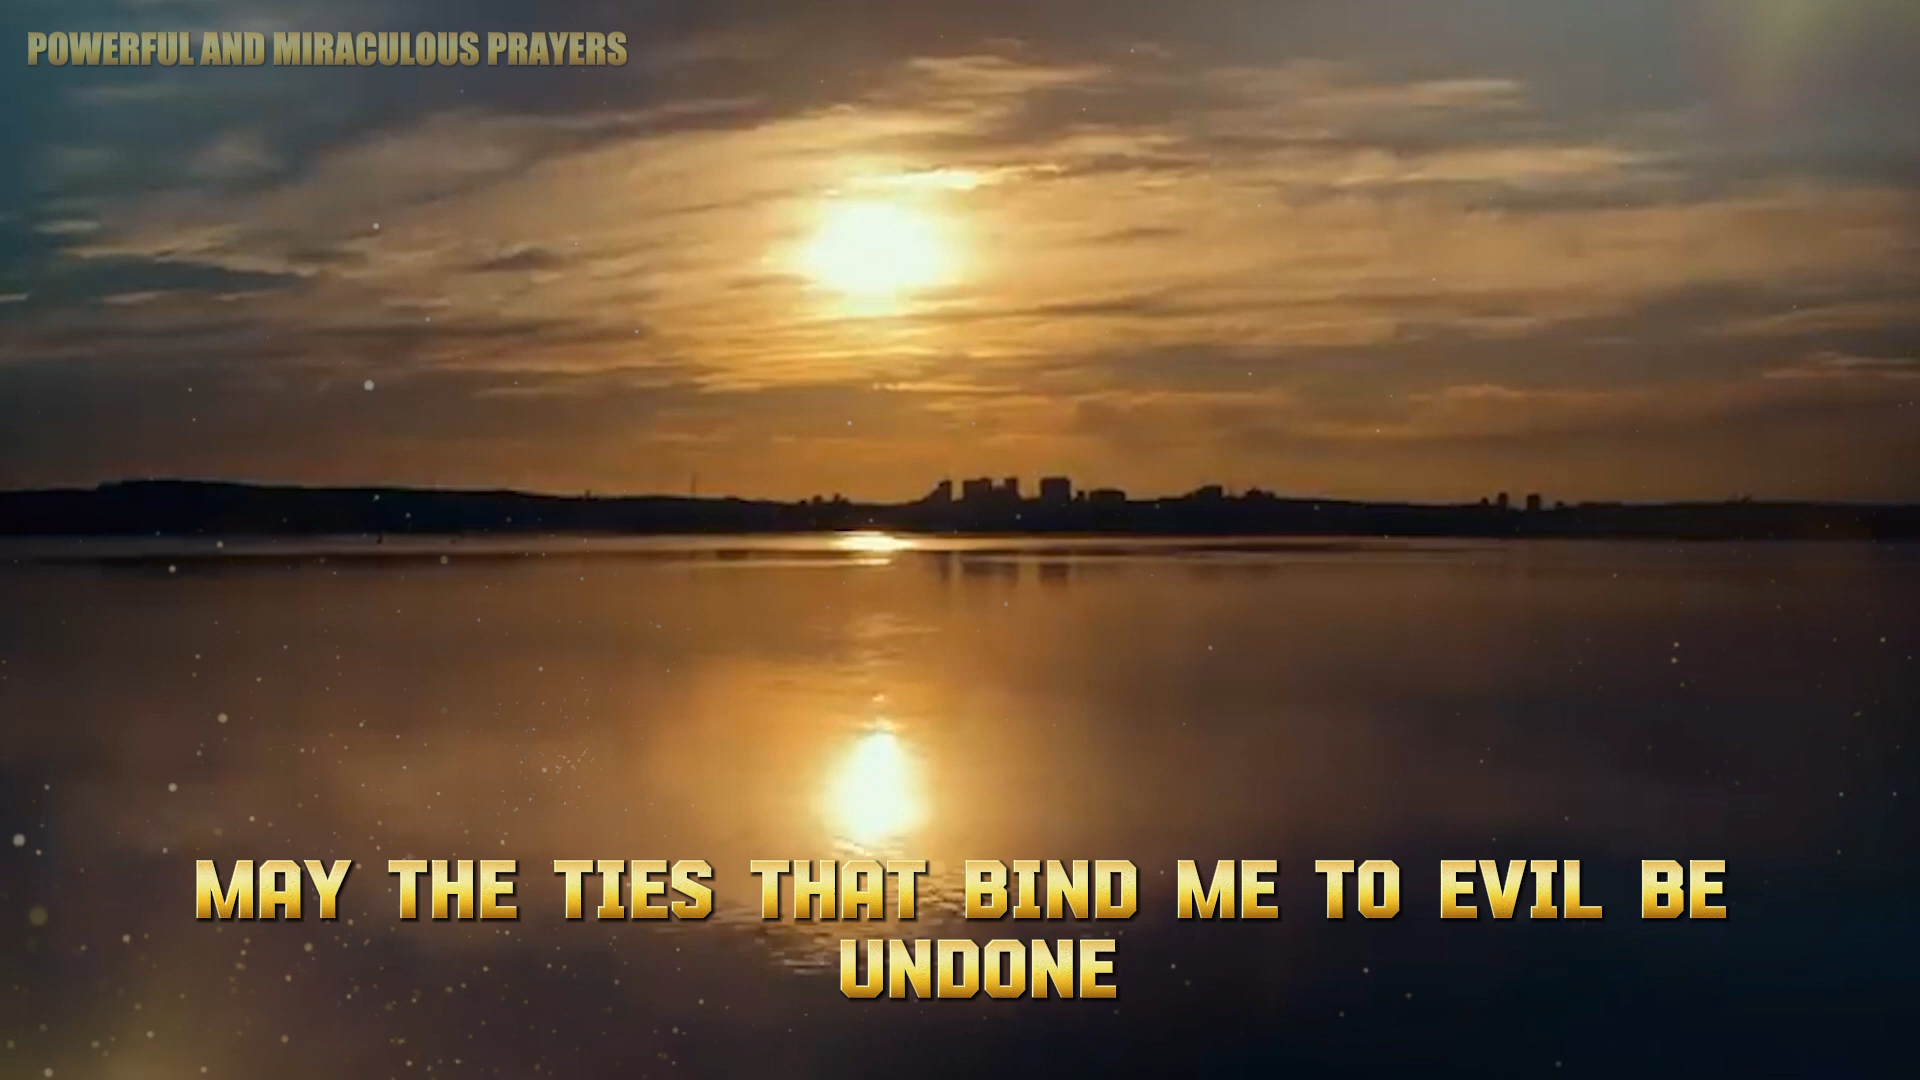 POWERFUL AND MIRACULOUS PRAYERS
MAY THE TIES THAT BIND ME TO EVIL BE
UNDONE